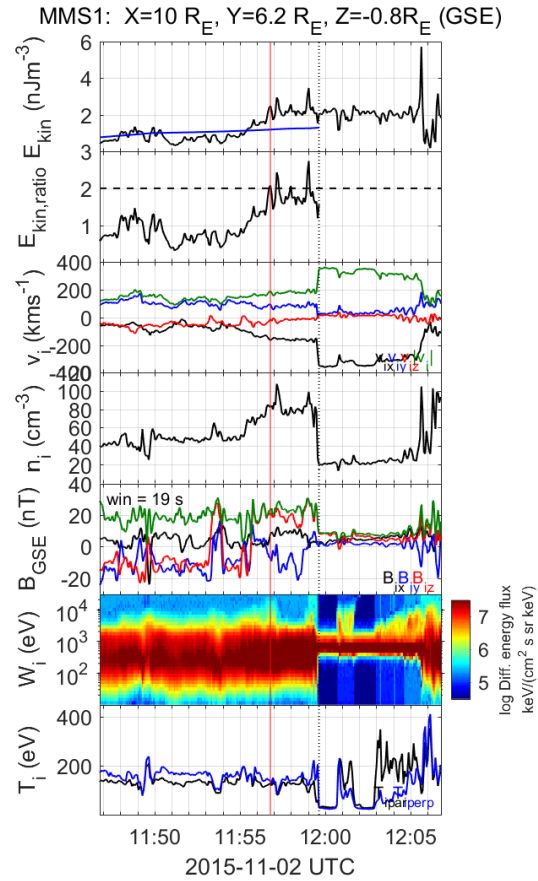 MMS1: X=10 R_E, Y=6.2 R_E, Z=-0.8R_E (GSE)
E_kin (nJm^-3)
6
4
2
E_kin,ratio
3
2
1
v_i (kms^-1)
400
200
0
-200
-400
v_ix v_iy v_iz |v_i|
n_i (cm^-3)
100
80
60
40
20
B_GSE (nT)
40
20
0
-20
win = 19 s
B_ix B_iy B_iz
W_i (eV)
10^4
10^3
10^2
7
6
5
log Diff. energy flux
keV/(cm^2 s sr keV)
T_i (eV)
400
200
T_ipar T_iperp
11:50 11:55 12:00 12:05
2015-11-02 UTC